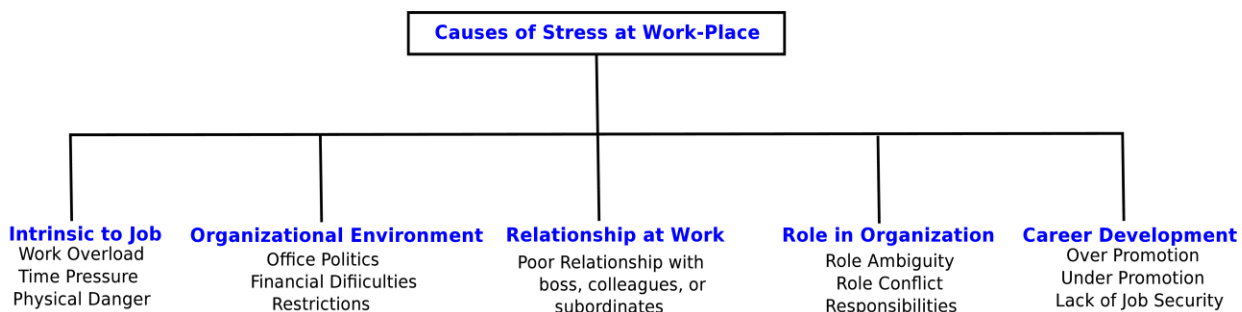 Causes of Stress at Work-Place
Intrinsic to Job
Work Overload
Time Pressure
Physical Danger
Organizational Environment
Office Politics
Financial Difiiculties
Restrictions
Relationship at Work
Poor Relationship with
boss, colleagues, or
subordinates
Role in Organization
Role Ambiguity
Role Conflict
Responsibilities
Career Development
Over Promotion
Under Promotion
Lack of Job Security